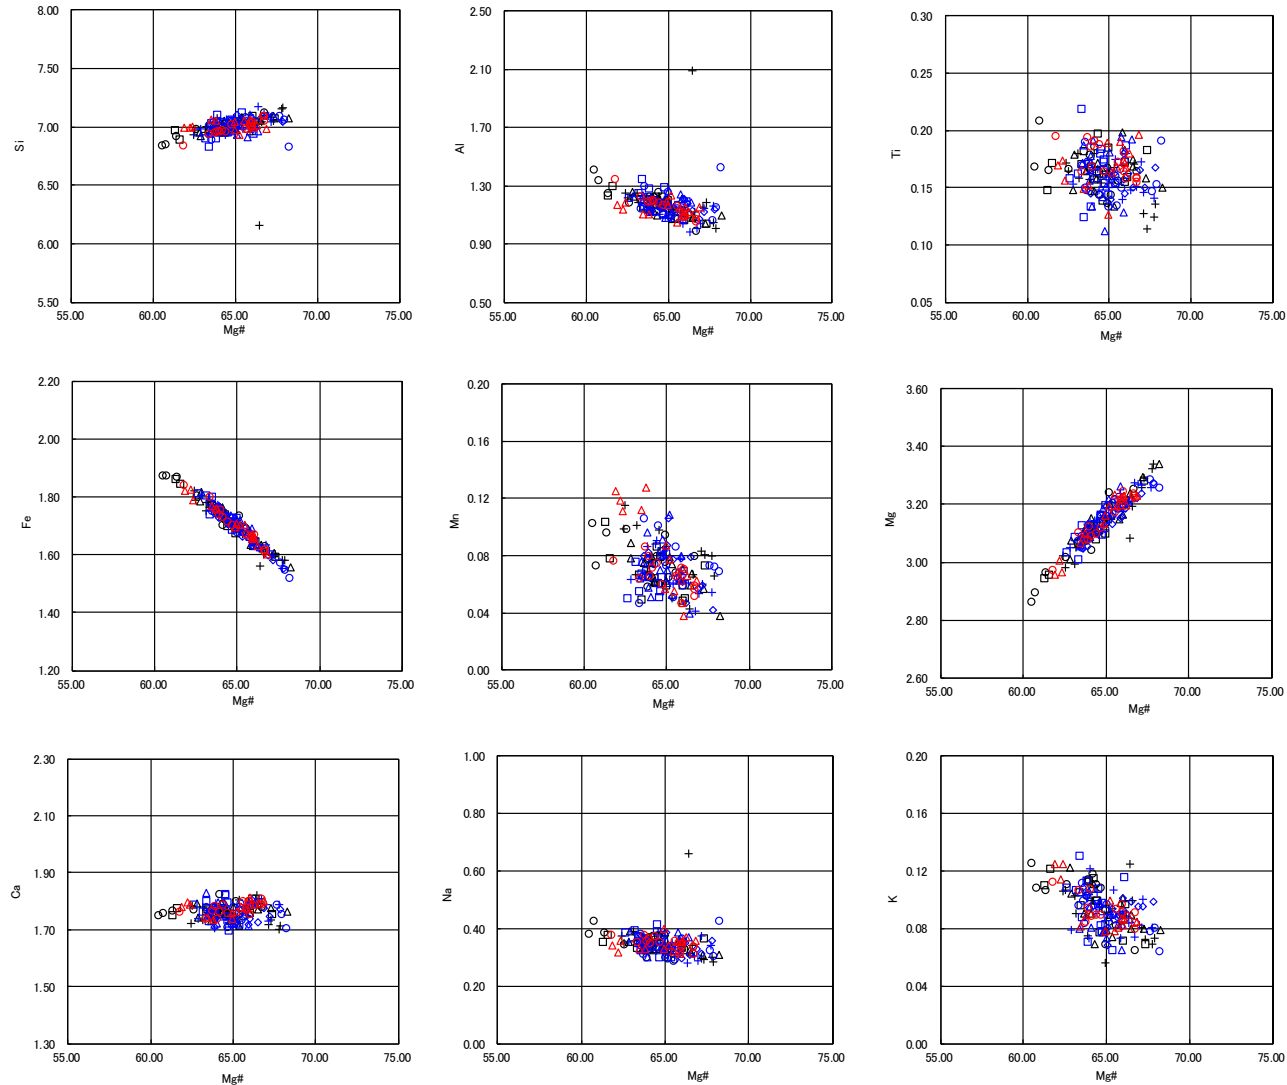 8.00
7.50
7.00
6.50
6.00
5.50
Si
55.00 60.00 65.00 70.00 75.00
Mg#
2.50
2.10
1.70
1.30
0.90
0.50
Al
55.00 60.00 65.00 70.00 75.00
Mg#
0.30
0.25
0.20
0.15
0.10
0.05
Ti
55.00 60.00 65.00 70.00 75.00
Mg#
2.20
2.00
1.80
1.60
1.40
1.20
Fe
55.00 60.00 65.00 70.00 75.00
Mg#
0.20
0.16
0.12
0.08
0.04
0.00
Mn
55.00 60.00 65.00 70.00 75.00
Mg#
3.60
3.40
3.20
3.00
2.80
2.60
Mg
55.00 60.00 65.00 70.00 75.00
Mg#
2.30
2.10
1.90
1.70
1.50
1.30
Ca
55.00 60.00 65.00 70.00 75.00
Mg#
1.00
0.80
0.60
0.40
0.20
0.00
Na
55.00 60.00 65.00 70.00 75.00
Mg#
0.20
0.16
0.12
0.08
0.04
0.00
K
55.00 60.00 65.00 70.00 75.00
Mg#